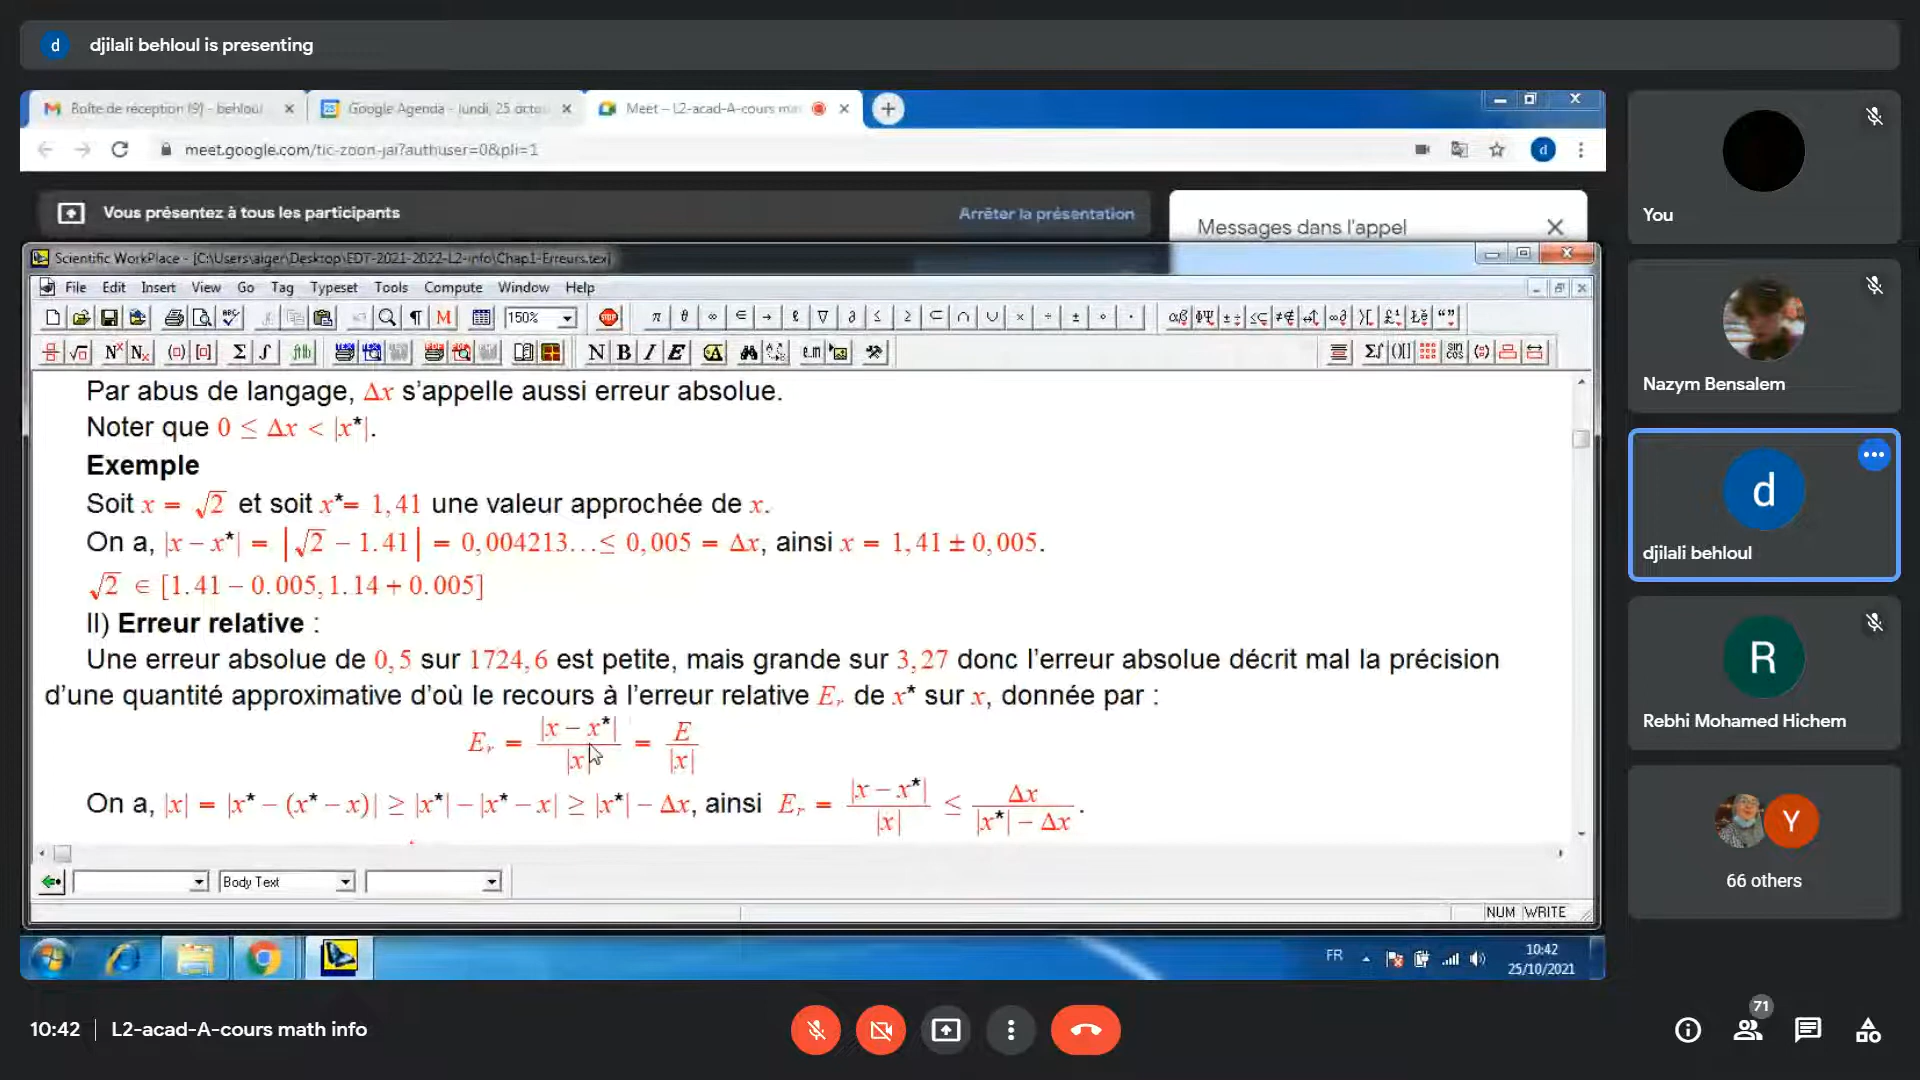 d djilali behloul is presenting
Boîte de réception (9) - behloul
Google Agenda - lundi, 25 octo
Meet – L2-acad-A-cours ma
meet.google.com/tic-zoon-jai?authuser=0&pli=1
d
Vous présentez à tous les participants
Arrêter la présentation
Messages dans l'appel
Scientific WorkPlace - [C:\Users\aiger\Desktop\EDT-2021-2022-L2-info\Chap1-Erreurs.tex]
File Edit Insert View Go Tag Typeset Tools Compute Window Help
150%
Par abus de langage, Δx s'appelle aussi erreur absolue.
Noter que 0 ≤ Δx < |x*|.
Exemple
Soit x = √2 et soit x*= 1,41 une valeur approchée de x.
On a, |x − x*| = |√2 − 1.41| = 0,004213…≤ 0,005 = Δx, ainsi x = 1,41 ± 0,005.
√2 ∈ [1.41 − 0.005, 1.14 + 0.005]
II) Erreur relative :
Une erreur absolue de 0,5 sur 1724,6 est petite, mais grande sur 3,27 donc l'erreur absolue décrit mal la précision
d'une quantité approximative d'où le recours à l'erreur relative Er de x* sur x, donnée par :
Er = |x − x*| / |x| = E / |x|
On a, |x| = |x* − (x* − x)| ≥ |x*| − |x* − x| ≥ |x*| − Δx, ainsi Er = |x − x*| / |x| ≤ Δx / (|x*| − Δx).
Body Text
NUM WRITE
FR
10:42
25/10/2021
You
Nazym Bensalem
d
djilali behloul
R
Rebhi Mohamed Hichem
Y
66 others
10:42 | L2-acad-A-cours math info
71